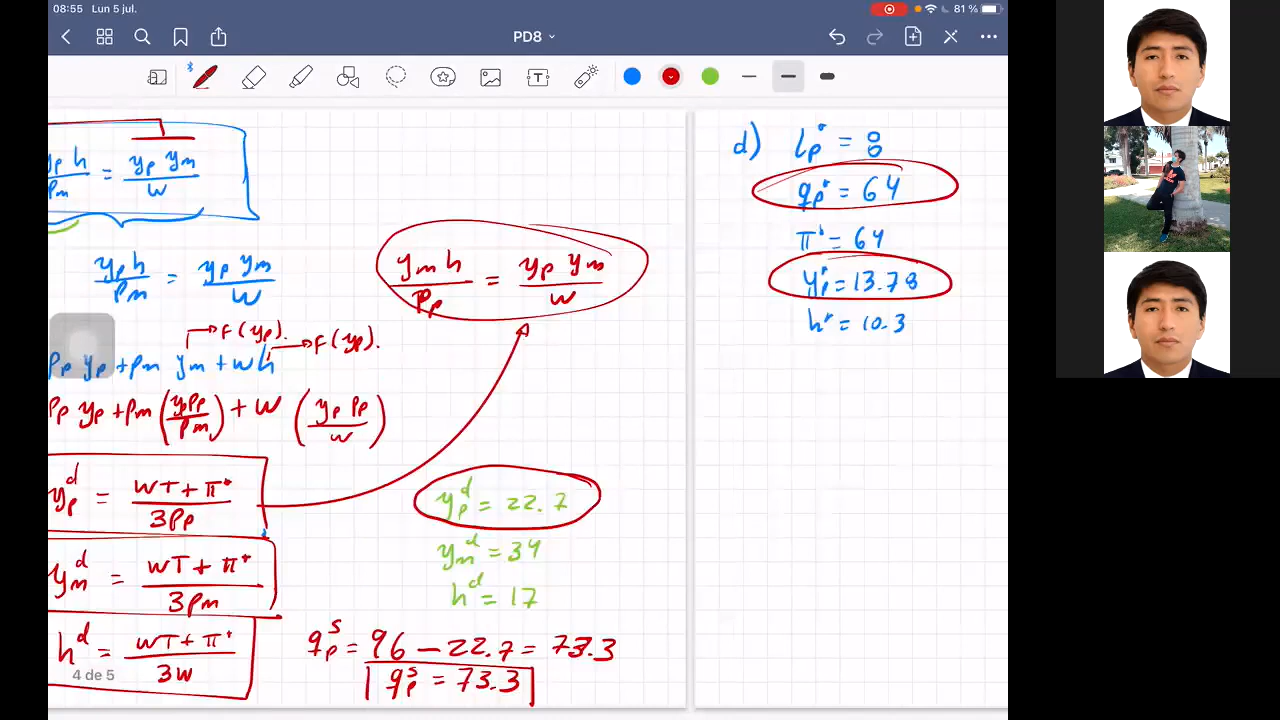 08:55 Lun 5 jul. 81 %
PD8
yp h / pm = yp ym / w
yp h / pm = yp ym / w
→ F(yp).
→ F(yp).
Pp yp + pm ym + wh
Pp yp + pm (yp Pp / pm) + w (yp Pp / w)
yp^d = wT + π* / 3Pp
ym^d = wT + π* / 3pm
h^d = wT + π* / 3w
4 de 5
ym h / Pp = yp ym / w
yp^d = 22.7
ym^d = 34
h^d = 17
qp^s = 96 - 22.7 = 73.3
qp^s = 73.3
d) lp* = 8
qp* = 64
π* = 64
yp* = 13.78
h* = 10.3